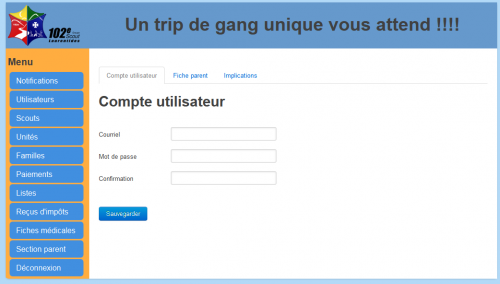 Un trip de gang unique vous attend !!!!
102e
Scout
Laurentides
Menu
Notifications
Utilisateurs
Scouts
Unités
Familles
Paiements
Listes
Reçus d'impôts
Fiches médicales
Section parent
Déconnexion
Compte utilisateur
Fiche parent
Implications
Compte utilisateur
Courriel
Mot de passe
Confirmation
Sauvegarder